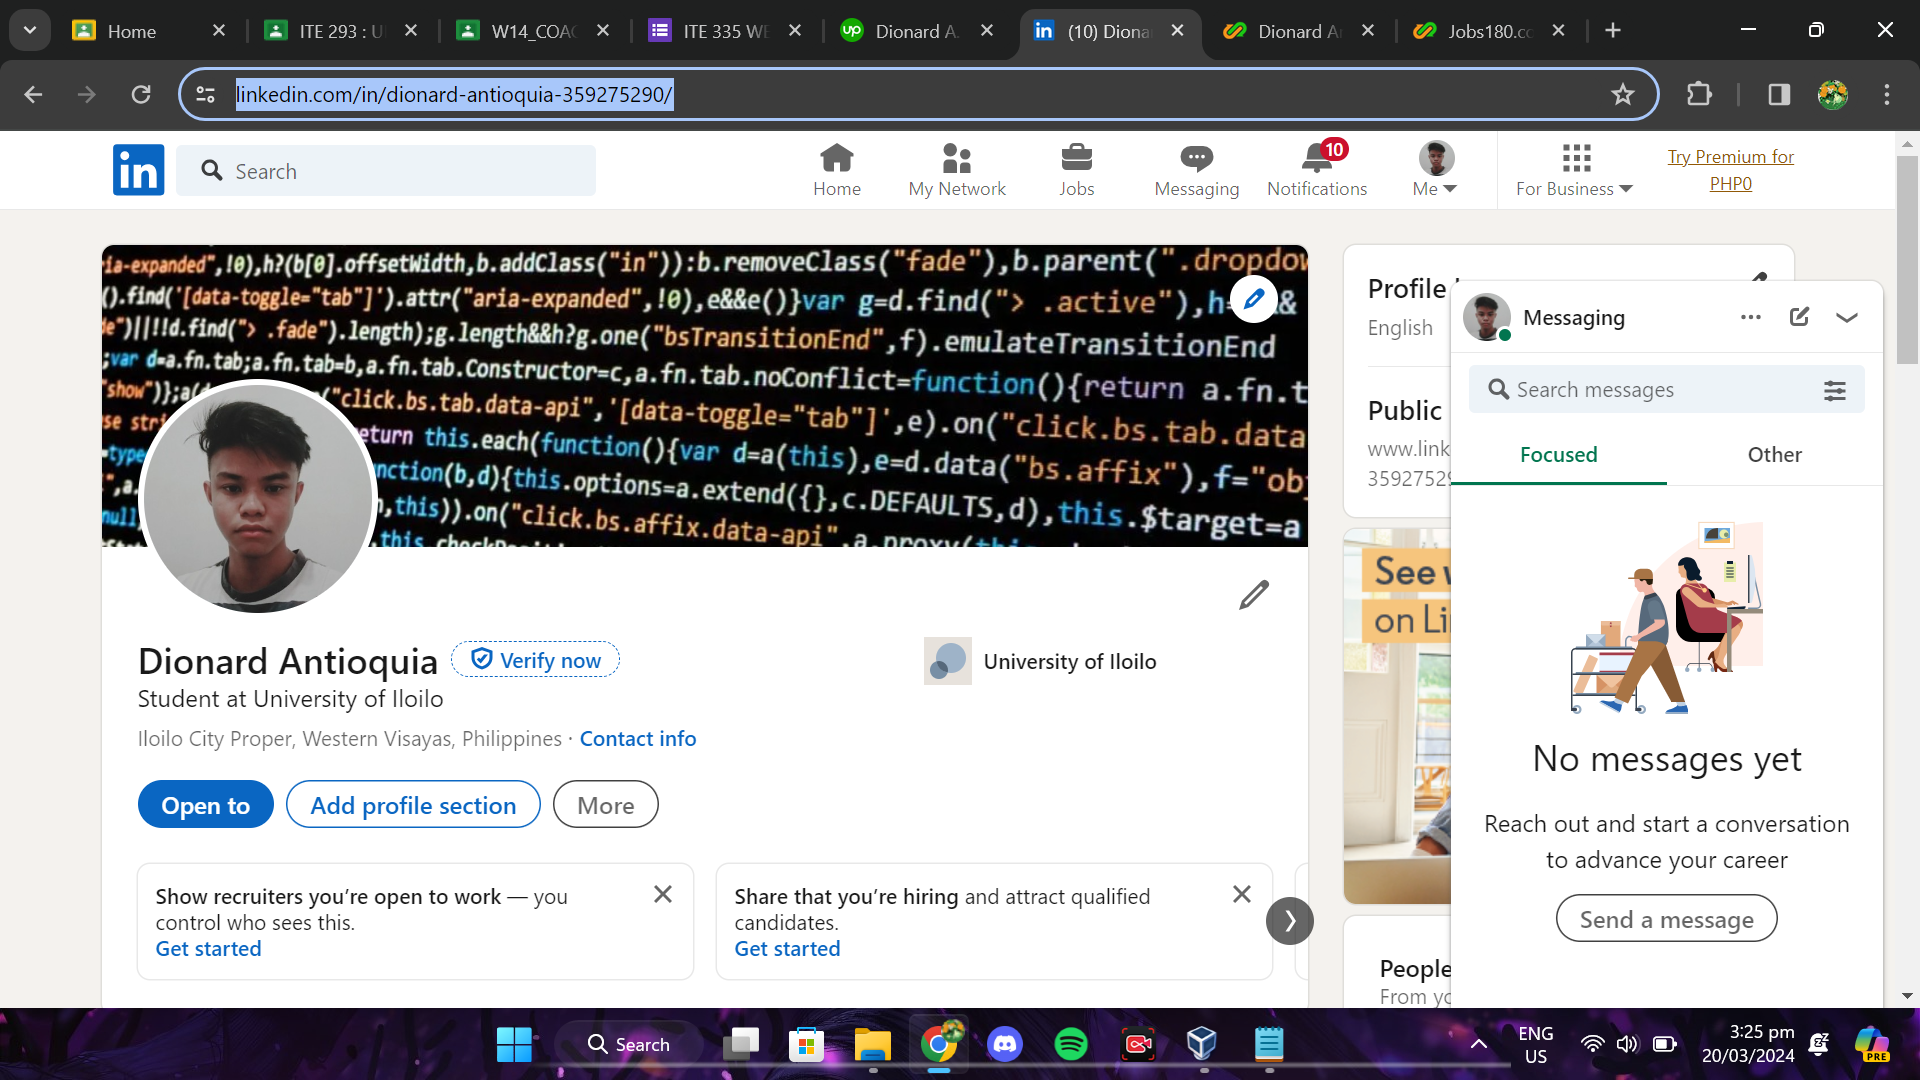 Home
ITE 293 : U
W14_COAC
ITE 335 WE
Dionard A.
(10) Diona
Dionard A
Jobs180.co
linkedin.com/in/dionard-antioquia-359275290/
in
Search
Home
My Network
Jobs
Messaging
10
Notifications
Me
For Business
Try Premium for
PHP0
ia-expanded",!0),h?(b[0].offsetWidth,b.addClass("in")):b.removeClass("fade"),b.parent(".dropdow
().find('[data-toggle="tab"]').attr("aria-expanded",!0),e&&e()}var g=d.find("> .active"),h=&&
")||!!d.find("> .fade").length);g.length&&h?g.one("bsTransitionEnd",f).emulateTransitionEnd
;var d=a.fn.tab;a.fn.tab=b,a.fn.tab.Constructor=c,a.fn.tab.noConflict=function(){return a.fn.t
"show")};a(d "click.bs.tab.data-api",'[data-toggle="tab"]',e).on("click.bs.tab.data
se stri eturn this.each(function(){var d=a(this),e=d.data("bs.affix"),f="ob
=type nction(b,d){this.options=a.extend({},c.DEFAULTS,d),this.$target=a
,this)).on("click.bs.affix.data-api",a.proxy(
null
Dionard Antioquia
Verify now
University of Iloilo
Student at University of Iloilo
Iloilo City Proper, Western Visayas, Philippines · Contact info
Open to
Add profile section
More
Show recruiters you’re open to work — you
control who sees this.
Get started
Share that you’re hiring and attract qualified
candidates.
Get started
Profile
English
Public
www.link
3592752
See w
on Li
People
From yo
Messaging
Search messages
Focused
Other
No messages yet
Reach out and start a conversation
to advance your career
Send a message
Search
ENG
US
3:25 pm
20/03/2024
PRE